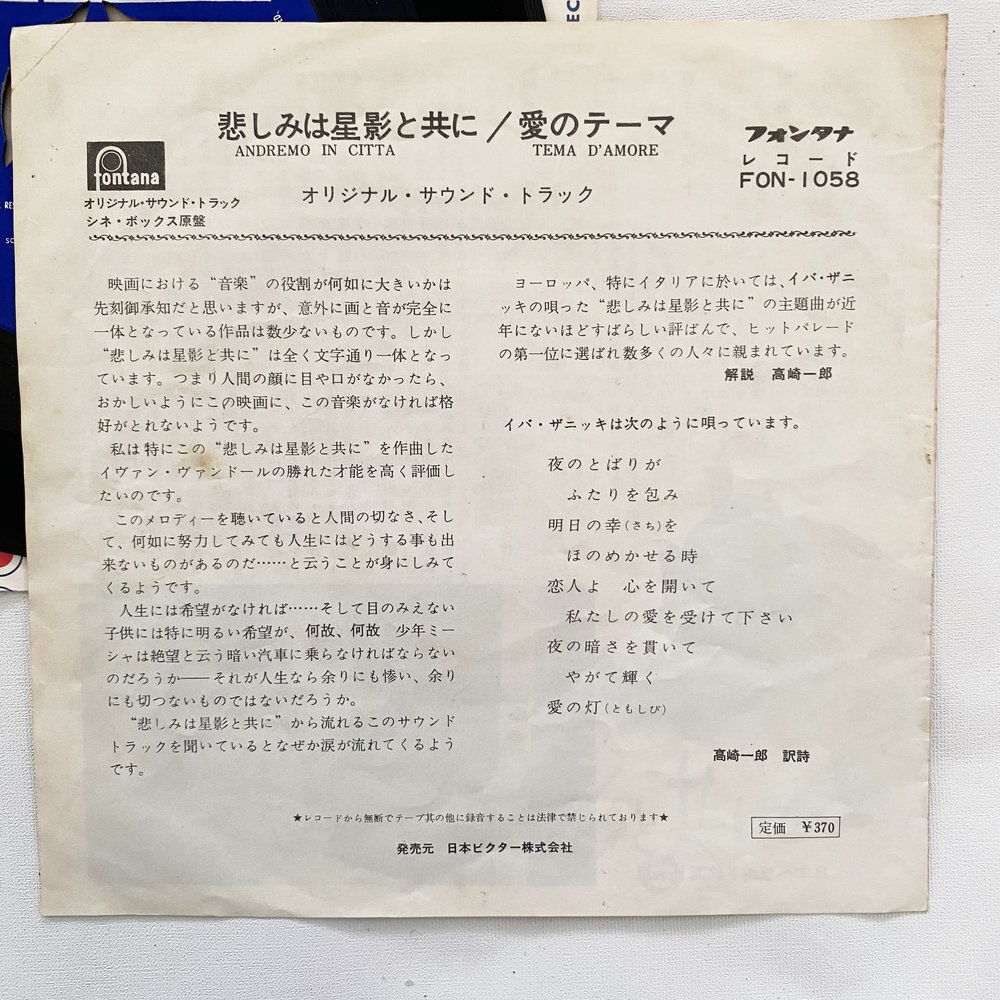 悲しみは星影と共に/愛のテーマ
ANDREMO IN CITTA TEMA D'AMORE
オリジナル・サウンド・トラック
fontana
オリジナル・サウンド・トラック
シネ・ボックス原盤
フォンタナ
レコード
FON-1058
映画における“音楽”の役割が何如に大きいかは
先刻御承知だと思いますが、意外に画と音が完全に
一体となっている作品は数少ないものです。しかし
“悲しみは星影と共に”は全く文字通り一体となっ
ています。つまり人間の顔に目や口がなかったら、
おかしいようにこの映画に、この音楽がなければ格
好がとれないようです。
私は特にこの“悲しみは星影と共に”を作曲した
イヴァン・ヴァンドールの勝れた才能を高く評価し
たいのです。
このメロディーを聴いていると人間の切なさ、そし
て、何如に努力してみても人生にはどうする事も出
来ないものがあるのだ……と云うことが身にしみて
くるようです。
人生には希望がなければ……そして目のみえない
子供には特に明るい希望が、何故、何故 少年ミー
シャは絶望と云う暗い汽車に乗らなければならない
のだろうか――それが人生なら余りにも惨い、余り
にも切つないものではないだろうか。
“悲しみは星影と共に”から流れるこのサウンド
トラックを聞いているとなぜか涙が流れてくるよう
です。
ヨーロッパ、特にイタリアに於いては、イバ・ザニ
ッキの唄った“悲しみは星影と共に”の主題曲が近
年にないほどすばらしい評ばんで、ヒットパレード
の第一位に選ばれ数多くの人々に親まれています。
解説 高崎一郎
イバ・ザニッキは次のように唄っています。
夜のとばりが
ふたりを包み
明日の幸(さち)を
ほのめかせる時
恋人よ 心を開いて
私たしの愛を受けて下さい
夜の暗さを貫いて
やがて輝く
愛の灯(ともしび)
高崎一郎 訳詩
★レコードから無断でテープ其の他に録音することは法律で禁じられております★
発売元 日本ビクター株式会社
定価 ¥370